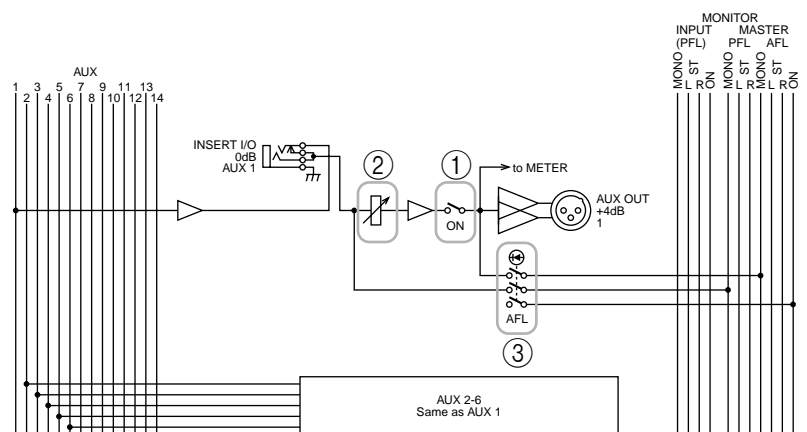 MONITOR
INPUT MASTER
(PFL) PFL AFL
MONO ST L R ON MONO ST L R MONO ST L R ON
AUX
1 2 3 4 5 6 7 8 9 10 11 12 13 14
INSERT I/O
0dB
AUX 1
2
1
to METER
ON
AUX OUT
+4dB
1
AFL
3
AUX 2-6
Same as AUX 1